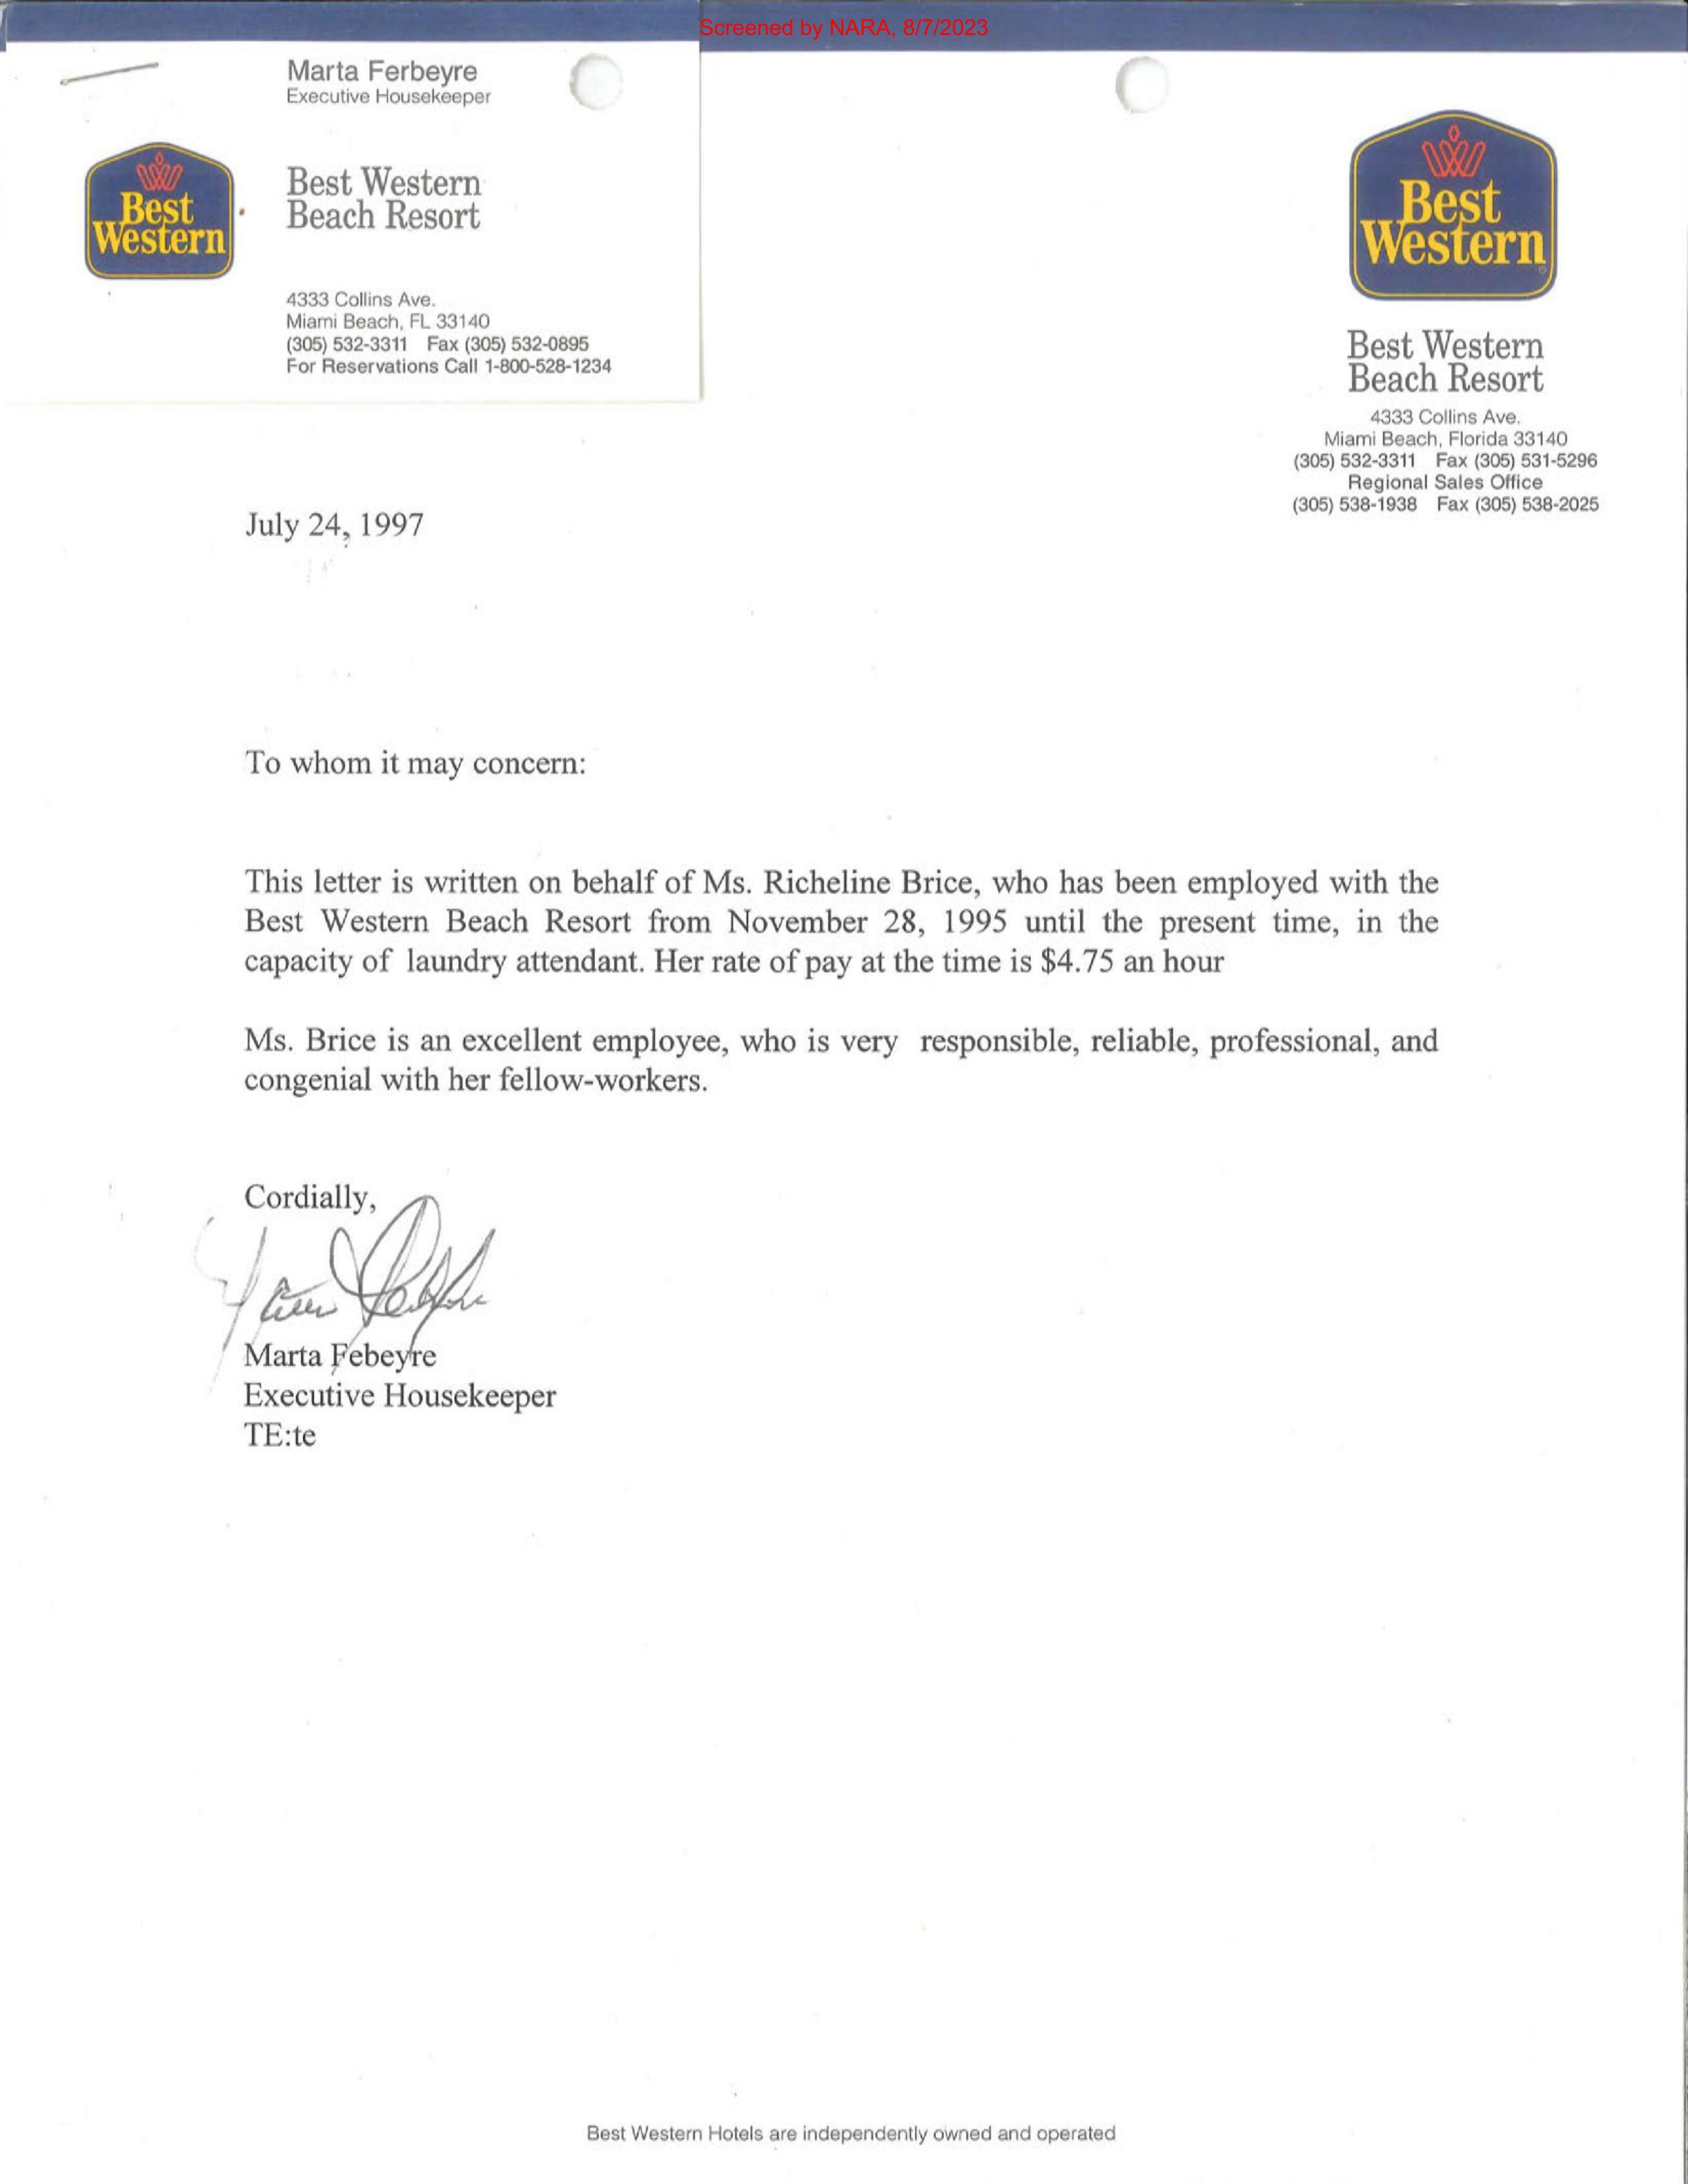 Screened by NARA, 8/7/2023
Marta Ferbeyre
Executive Housekeeper
Best
Western
Best Western
Beach Resort
4333 Collins Ave.
Miami Beach, FL 33140
(305) 532-3311 Fax (305) 532-0895
For Reservations Call 1-800-528-1234
Best
Western
Best Western
Beach Resort
4333 Collins Ave.
Miami Beach, Florida 33140
(305) 532-3311 Fax (305) 531-5296
Regional Sales Office
(305) 538-1938 Fax (305) 538-2025
July 24, 1997
To whom it may concern:
This letter is written on behalf of Ms. Richeline Brice, who has been employed with the
Best Western Beach Resort from November 28, 1995 until the present time, in the
capacity of laundry attendant. Her rate of pay at the time is $4.75 an hour
Ms. Brice is an excellent employee, who is very responsible, reliable, professional, and
congenial with her fellow-workers.
Cordially,
Marta Febeyre
Executive Housekeeper
TE:te
Best Western Hotels are independently owned and operated